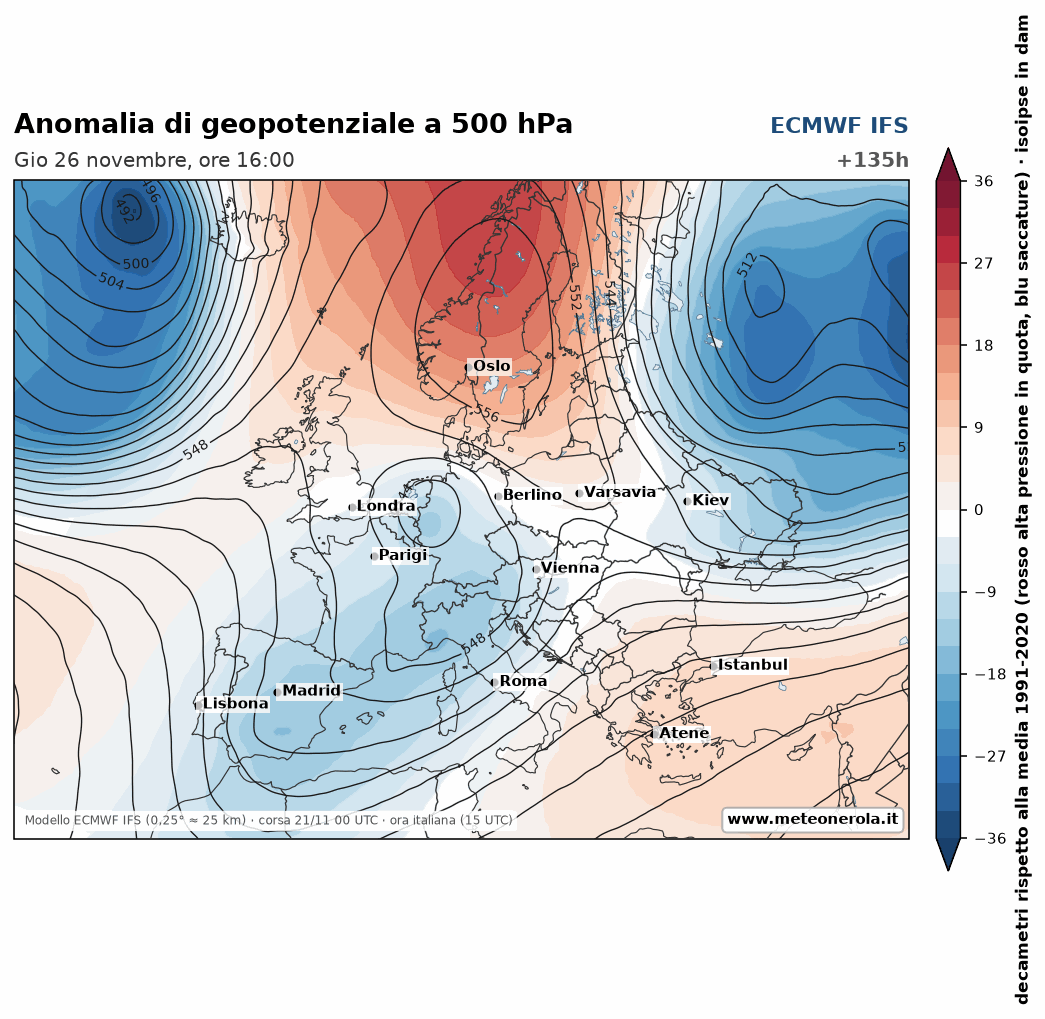 Anomalia di geopotenziale a 500 hPa
ECMWF IFS
Gio 26 novembre, ore 16:00
+135h
496
492
500
504
512
552
544
Oslo
556
548
5
Londra
Berlino
Varsavia
Kiev
Parigi
Vienna
548
Roma
Istanbul
Madrid
Lisbona
Atene
Modello ECMWF IFS (0,25° ≈ 25 km) · corsa 21/11 00 UTC · ora italiana (15 UTC)
www.meteonerola.it
36
27
18
9
0
−9
−18
−27
−36
decametri rispetto alla media 1991-2020 (rosso alta pressione in quota, blu saccature) · isoipse in dam